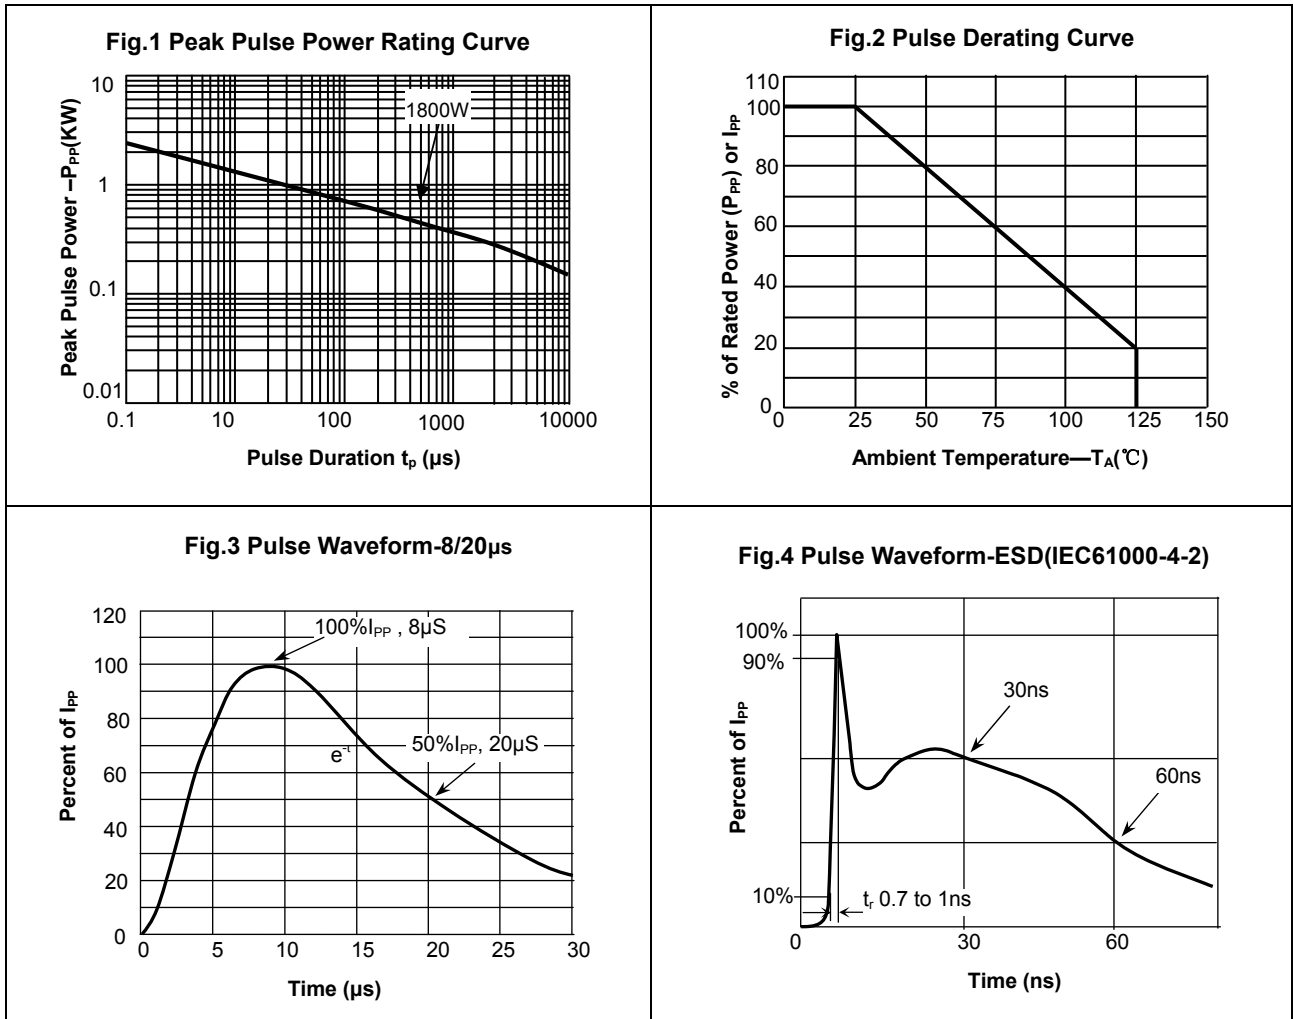 Fig.1 Peak Pulse Power Rating Curve
Peak Pulse Power –PPP(KW)
10
1
0.1
0.01
1800W
0.1
10
100
1000
10000
Pulse Duration tp (µs)
Fig.2 Pulse Derating Curve
% of Rated Power (PPP) or IPP
110
100
80
60
40
20
0
0
25
50
75
100
125
150
Ambient Temperature—TA(℃)
Fig.3 Pulse Waveform-8/20µs
Percent of IPP
120
100
80
60
40
20
0
100%IPP , 8µS
e-t
50%IPP, 20µS
0
5
10
15
20
25
30
Time (µs)
Fig.4 Pulse Waveform-ESD(IEC61000-4-2)
Percent of IPP
100%
90%
10%
30ns
60ns
tr 0.7 to 1ns
0
30
60
Time (ns)